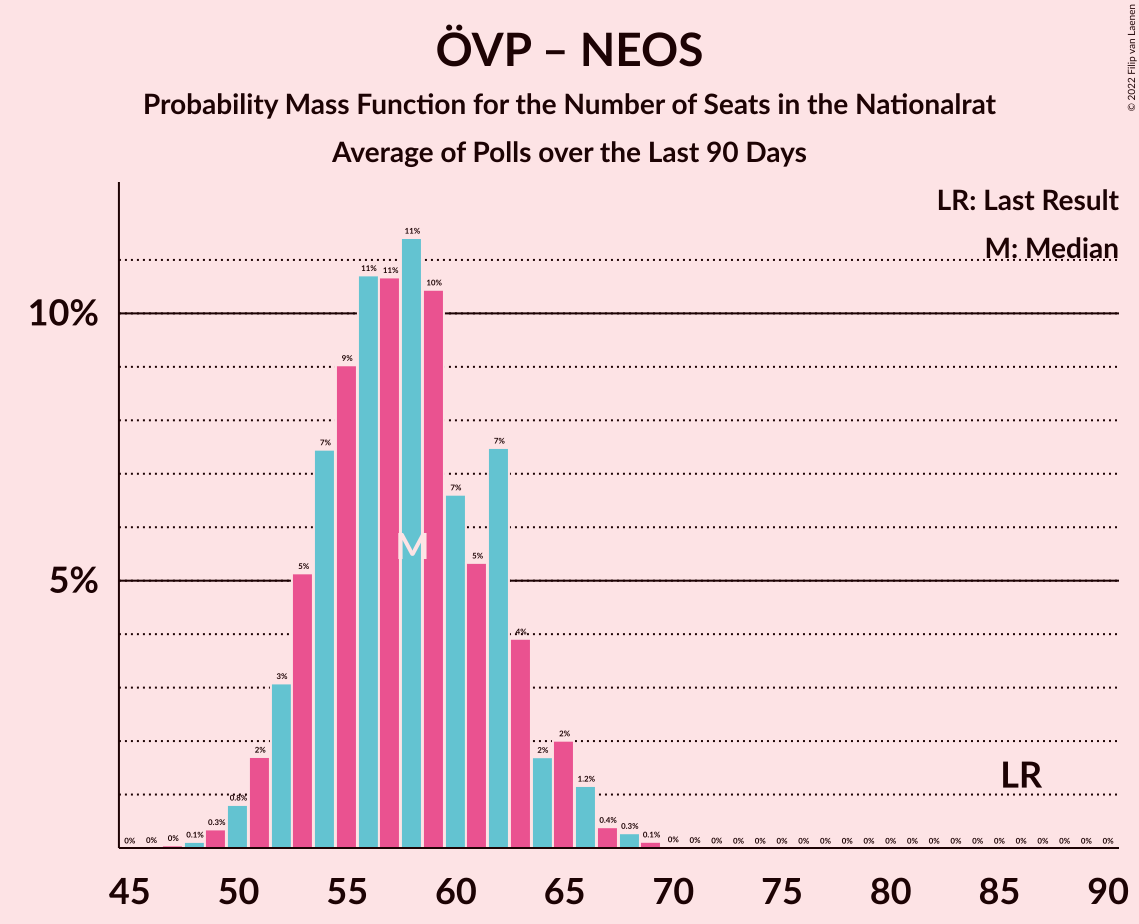 ÖVP – NEOS
Probability Mass Function for the Number of Seats in the Nationalrat
Average of Polls over the Last 90 Days
© 2022 Filip van Laenen
LR: Last Result
M: Median
10%
5%
0% 0% 0% 0.1% 0.3% 0.8% 2% 3% 5% 7% 9% 11% 11% 11% 10% 7% 5% 7% 4% 2% 2% 1.2% 0.4% 0.3% 0.1% 0% 0% 0% 0% 0% 0% 0% 0% 0% 0% 0% 0% 0% 0% 0% 0% 0% 0% 0% 0% 0%
M
LR
45 50 55 60 65 70 75 80 85 90